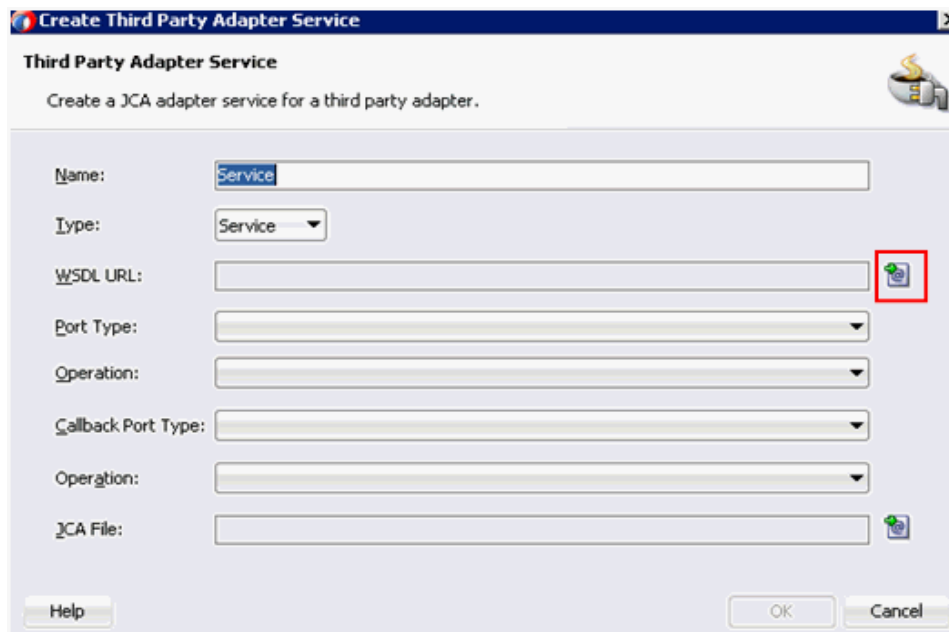 Create Third Party Adapter Service
Third Party Adapter Service
Create a JCA adapter service for a third party adapter.
Name: Service
Type: Service
WSDL URL:
Port Type:
Operation:
Callback Port Type:
Operation:
JCA File:
Help OK Cancel